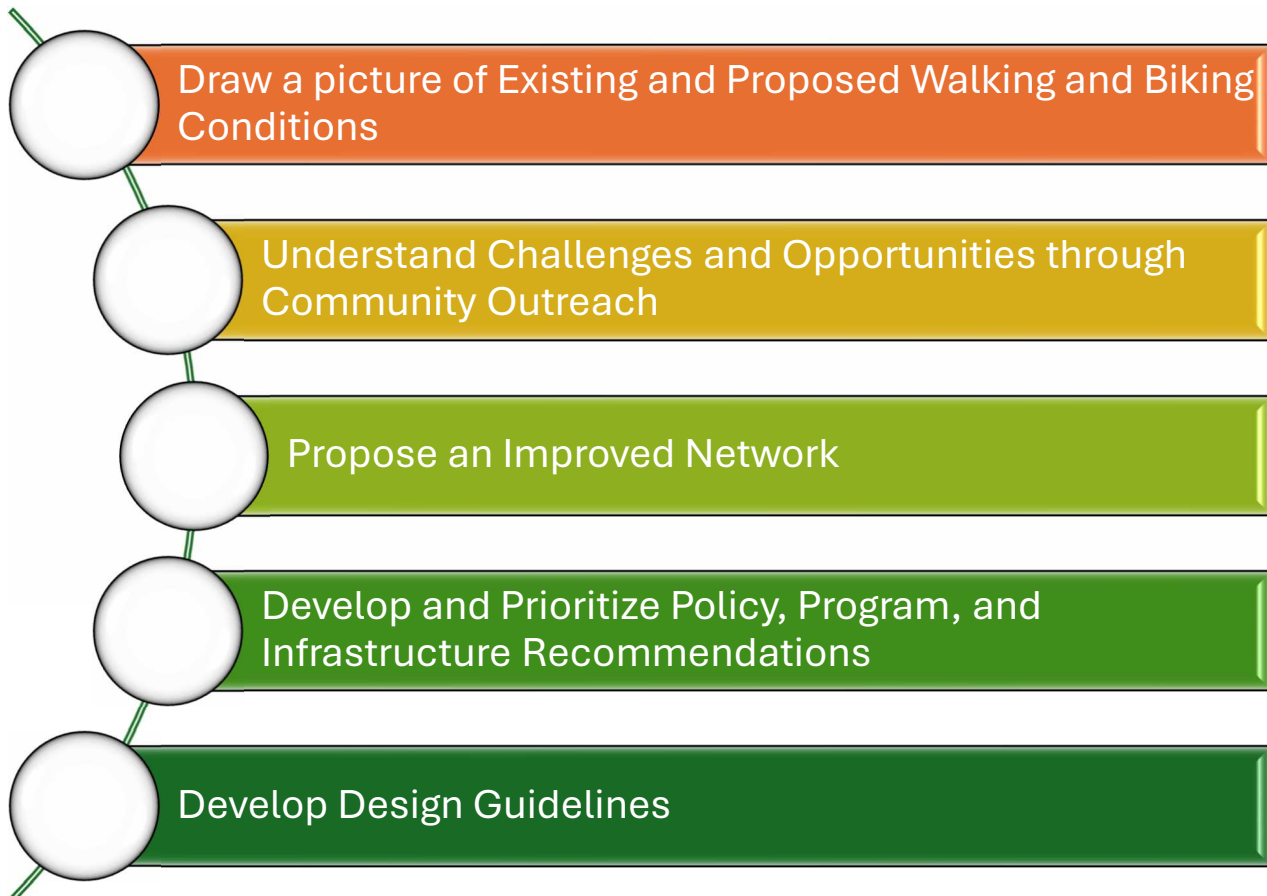 Draw a picture of Existing and Proposed Walking and Biking
Conditions
Understand Challenges and Opportunities through
Community Outreach
Propose an Improved Network
Develop and Prioritize Policy, Program, and
Infrastructure Recommendations
Develop Design Guidelines